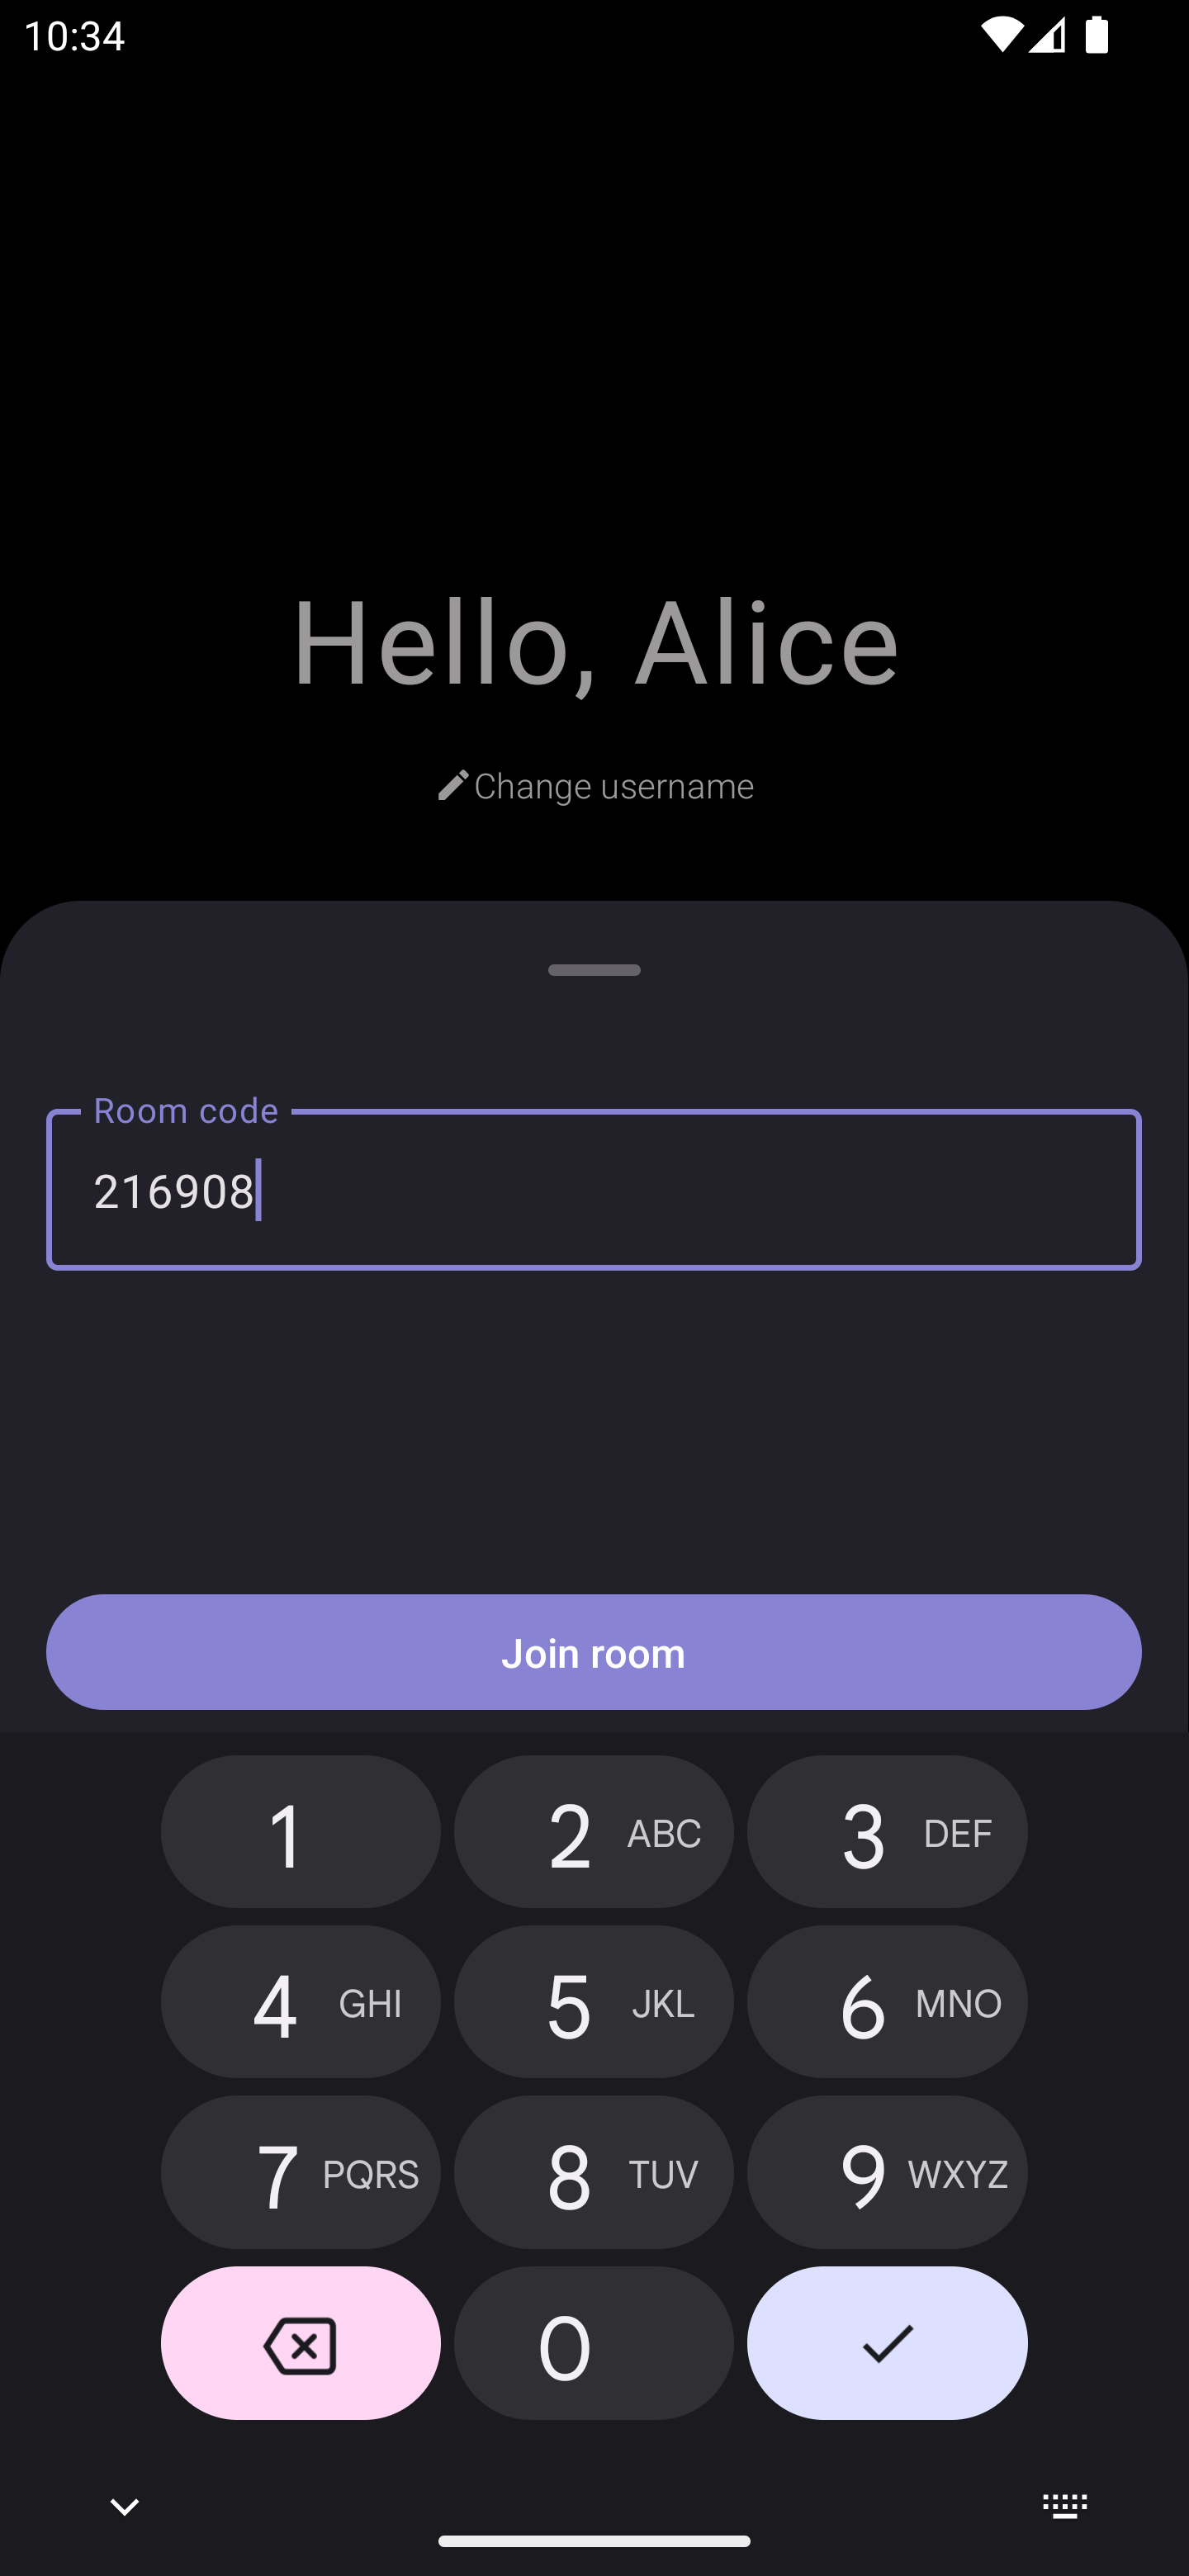 10:34
Hello, Alice
Change username
Room code
216908
Join room
1
2 ABC
3 DEF
4 GHI
5 JKL
6 MNO
7 PQRS
8 TUV
9 WXYZ
0